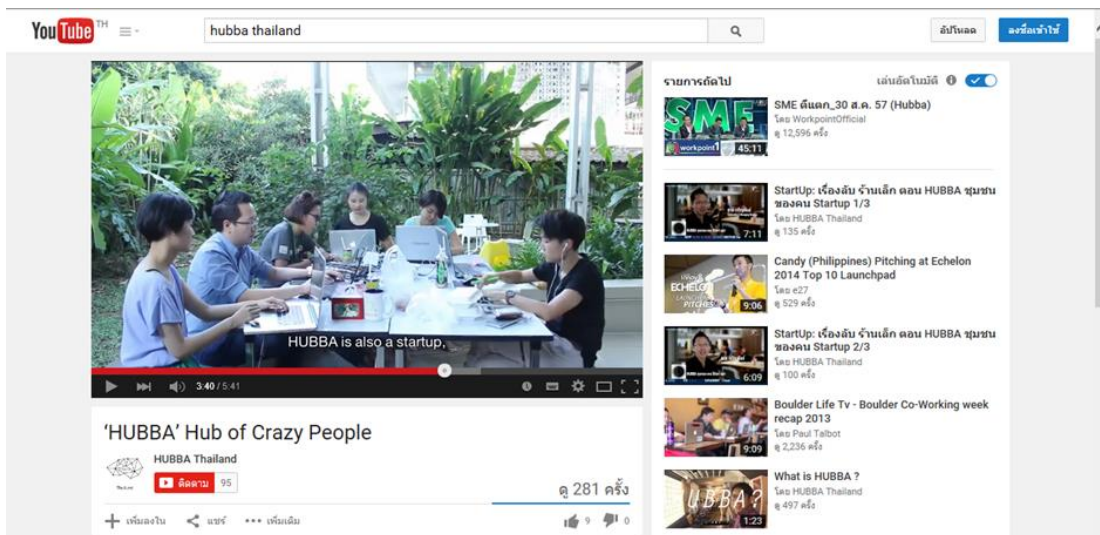 YouTube TH
hubba thailand
อัปโหลด
ลงชื่อเข้าใช้
HUBBA is also a startup,
3:40 / 5:41
'HUBBA' Hub of Crazy People
HUBBA Thailand
ติดตาม 95
ดู 281 ครั้ง
เพิ่มลงใน แชร์ เพิ่มเติม
9 0
รายการถัดไป
เล่นอัตโนมัติ
SME
workpoint1 45:11
SME ตีแตก_30 ส.ค. 57 (Hubba)
โดย WorkpointOfficial
ดู 12,596 ครั้ง
7:11
StartUp: เรื่องลับ ร้านเล็ก ตอน HUBBA ชุมชน
ของคน Startup 1/3
โดย HUBBA Thailand
ดู 135 ครั้ง
ECHELON
LAUNCHPAD
PITCHES
9:06
Candy (Philippines) Pitching at Echelon
2014 Top 10 Launchpad
โดย e27
ดู 529 ครั้ง
6:09
StartUp: เรื่องลับ ร้านเล็ก ตอน HUBBA ชุมชน
ของคน Startup 2/3
โดย HUBBA Thailand
ดู 100 ครั้ง
9:09
Boulder Life Tv - Boulder Co-Working week
recap 2013
โดย Paul Talbot
ดู 2,236 ครั้ง
UBBA?
1:23
What is HUBBA ?
โดย HUBBA Thailand
ดู 497 ครั้ง